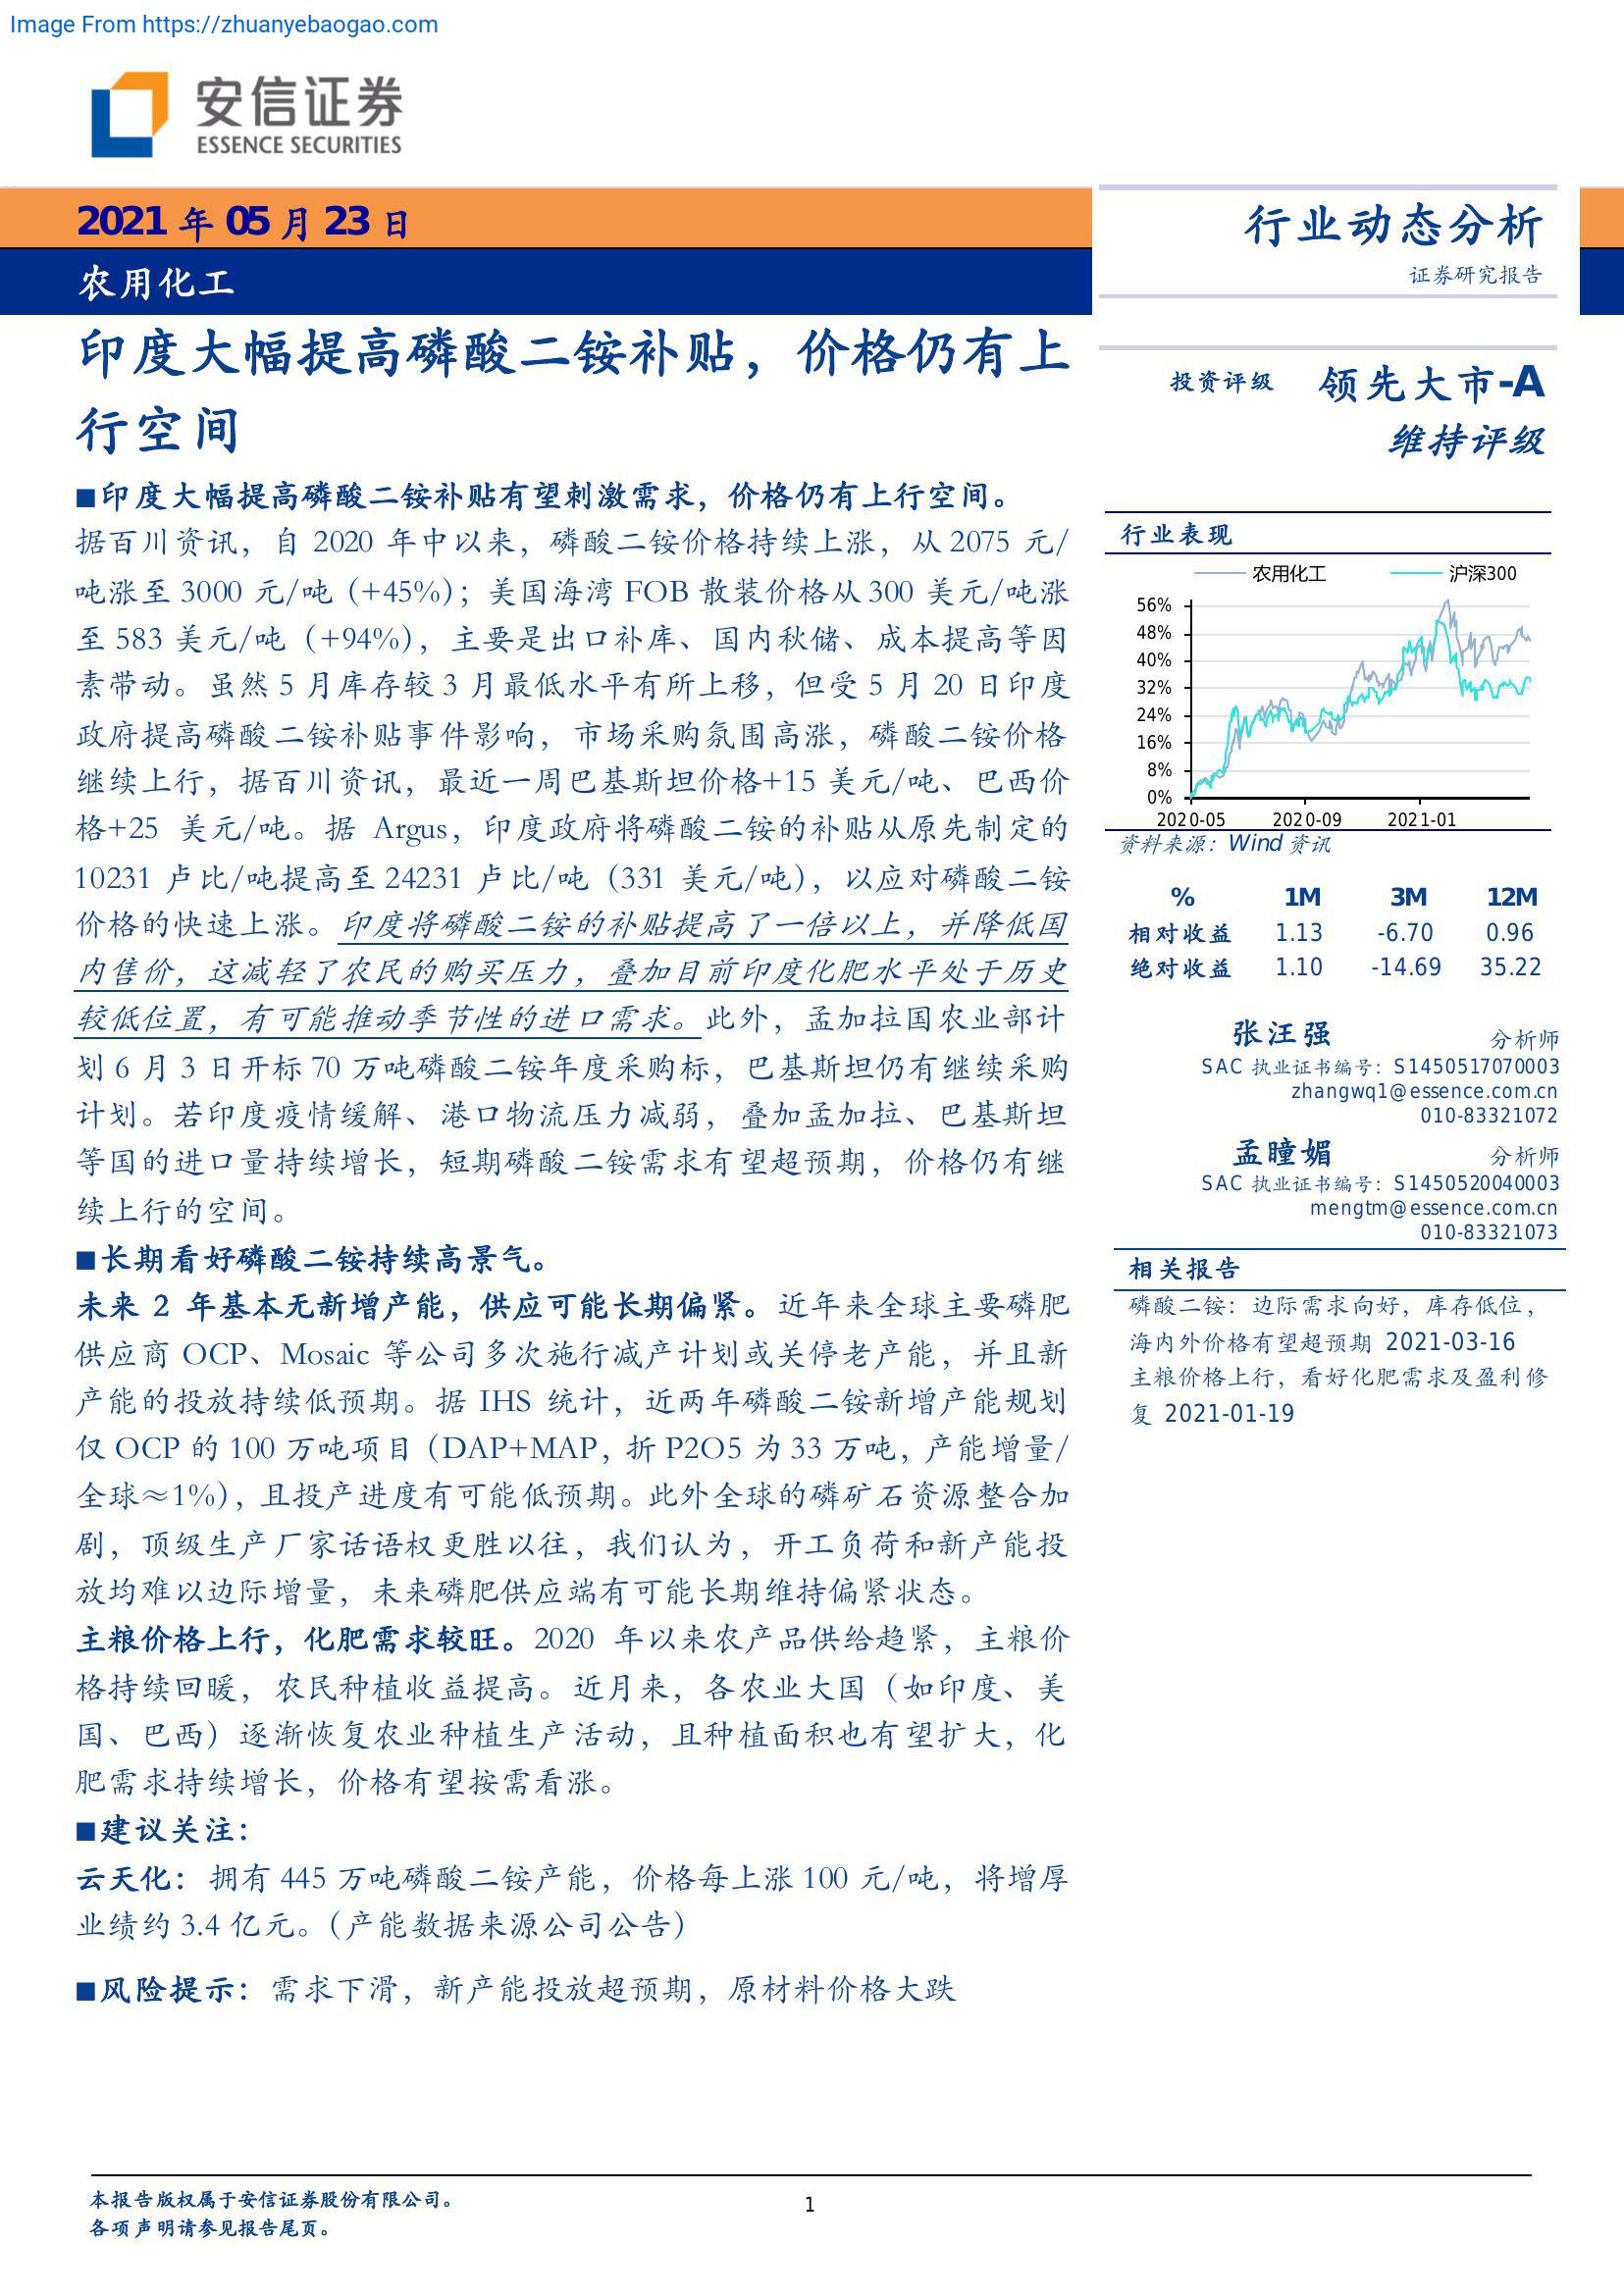 Image From https://zhuanyebaogao.com
安信证券
ESSENCE SECURITIES
2021 年 05 月 23 日
农用化工
印度大幅提高磷酸二铵补贴，价格仍有上
行空间
■印度大幅提高磷酸二铵补贴有望刺激需求，价格仍有上行空间。
据百川资讯，自 2020 年中以来，磷酸二铵价格持续上涨，从 2075 元/
吨涨至 3000 元/吨（+45%）；美国海湾 FOB 散装价格从 300 美元/吨涨
至 583 美元/吨（+94%），主要是出口补库、国内秋储、成本提高等因
素带动。虽然 5 月库存较 3 月最低水平有所上移，但受 5 月 20 日印度
政府提高磷酸二铵补贴事件影响，市场采购氛围高涨，磷酸二铵价格
继续上行，据百川资讯，最近一周巴基斯坦价格+15 美元/吨、巴西价
格+25 美元/吨。据 Argus，印度政府将磷酸二铵的补贴从原先制定的
10231 卢比/吨提高至 24231 卢比/吨（331 美元/吨），以应对磷酸二铵
价格的快速上涨。印度将磷酸二铵的补贴提高了一倍以上，并降低国
内售价，这减轻了农民的购买压力，叠加目前印度化肥水平处于历史
较低位置，有可能推动季节性的进口需求。此外，孟加拉国农业部计
划 6 月 3 日开标 70 万吨磷酸二铵年度采购标，巴基斯坦仍有继续采购
计划。若印度疫情缓解、港口物流压力减弱，叠加孟加拉、巴基斯坦
等国的进口量持续增长，短期磷酸二铵需求有望超预期，价格仍有继
续上行的空间。
■长期看好磷酸二铵持续高景气。
未来 2 年基本无新增产能，供应可能长期偏紧。近年来全球主要磷肥
供应商 OCP、Mosaic 等公司多次施行减产计划或关停老产能，并且新
产能的投放持续低预期。据 IHS 统计，近两年磷酸二铵新增产能规划
仅 OCP 的 100 万吨项目（DAP+MAP，折 P2O5 为 33 万吨，产能增量/
全球≈1%），且投产进度有可能低预期。此外全球的磷矿石资源整合加
剧，顶级生产厂家话语权更胜以往，我们认为，开工负荷和新产能投
放均难以边际增量，未来磷肥供应端有可能长期维持偏紧状态。
主粮价格上行，化肥需求较旺。2020 年以来农产品供给趋紧，主粮价
格持续回暖，农民种植收益提高。近月来，各农业大国（如印度、美
国、巴西）逐渐恢复农业种植生产活动，且种植面积也有望扩大，化
肥需求持续增长，价格有望按需看涨。
■建议关注：
云天化：拥有 445 万吨磷酸二铵产能，价格每上涨 100 元/吨，将增厚
业绩约 3.4 亿元。（产能数据来源公司公告）
■风险提示：需求下滑，新产能投放超预期，原材料价格大跌
行业动态分析
证券研究报告
投资评级 领先大市-A
维持评级
行业表现
农用化工 沪深300
56%
48%
40%
32%
24%
16%
8%
0%
2020-05 2020-09 2021-01
资料来源：Wind 资讯
% 1M 3M 12M
相对收益 1.13 -6.70 0.96
绝对收益 1.10 -14.69 35.22
张汪强 分析师
SAC 执业证书编号：S1450517070003
zhangwq1@essence.com.cn
010-83321072
孟瞳媚 分析师
SAC 执业证书编号：S1450520040003
mengtm@essence.com.cn
010-83321073
相关报告
磷酸二铵：边际需求向好，库存低位，
海内外价格有望超预期 2021-03-16
主粮价格上行，看好化肥需求及盈利修
复 2021-01-19
本报告版权属于安信证券股份有限公司。
各项声明请参见报告尾页。
1